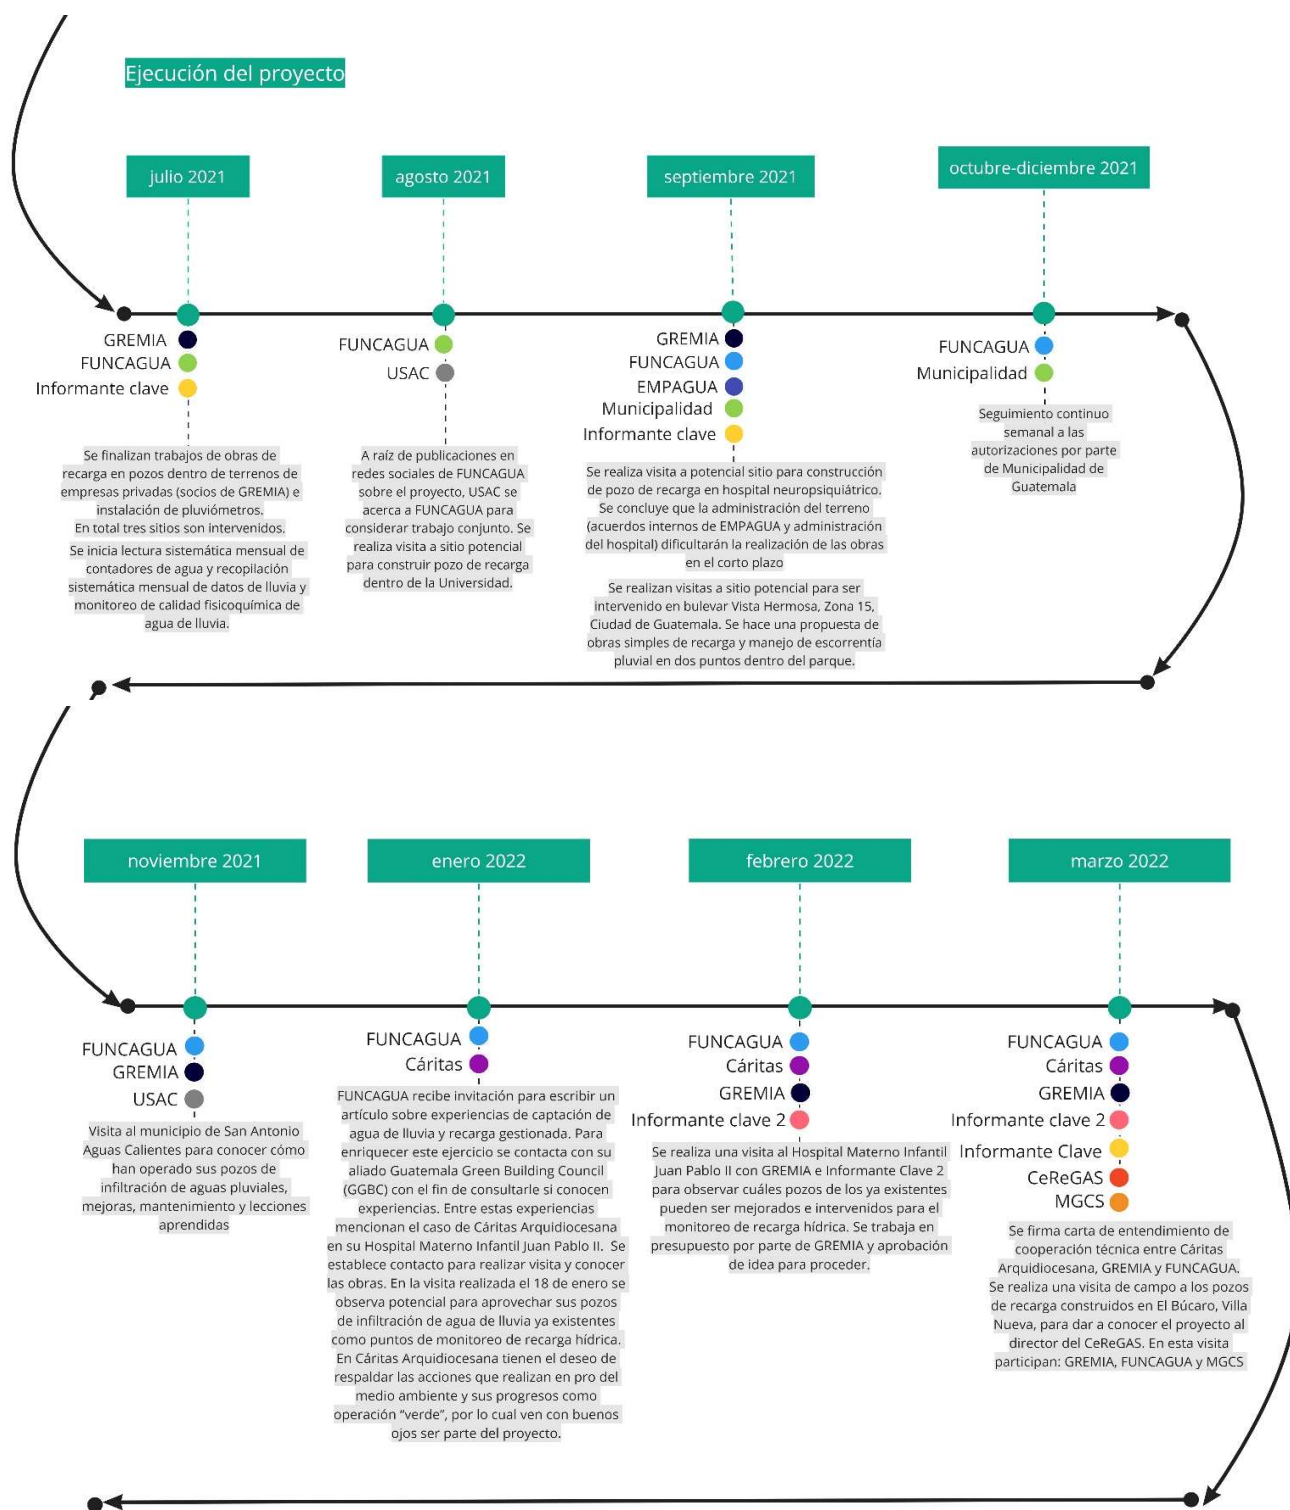 Ejecución del proyecto
julio 2021
agosto 2021
septiembre 2021
octubre-diciembre 2021
GREMIA
FUNCAGUA
Informante clave
Se finalizan trabajos de obras de
recarga en pozos dentro de terrenos de
empresas privadas (socios de GREMIA) e
instalación de pluviómetros.
En total tres sitios son intervenidos.
Se inicia lectura sistemática mensual de
contadores de agua y recopilación
sistemática mensual de datos de lluvia y
monitoreo de calidad fisicoquímica de
agua de lluvia.
FUNCAGUA
USAC
A raíz de publicaciones en
redes sociales de FUNCAGUA
sobre el proyecto, USAC se
acerca a FUNCAGUA para
considerar trabajo conjunto. Se
realiza visita a sitio potencial
para construir pozo de recarga
dentro de la Universidad.
GREMIA
FUNCAGUA
EMPAGUA
Municipalidad
Informante clave
Se realiza visita a potencial sitio para construcción
de pozo de recarga en hospital neuropsiquiátrico.
Se concluye que la administración del terreno
(acuerdos internos de EMPAGUA y administración
del hospital) dificultarán la realización de las obras
en el corto plazo
Se realizan visitas a sitio potencial para ser
intervenido en bulevar Vista Hermosa, Zona 15,
Ciudad de Guatemala. Se hace una propuesta de
obras simples de recarga y manejo de escorrentía
pluvial en dos puntos dentro del parque.
FUNCAGUA
Municipalidad
Seguimiento continuo
semanal a las
autorizaciones por parte
de Municipalidad de
Guatemala
noviembre 2021
enero 2022
febrero 2022
marzo 2022
FUNCAGUA
GREMIA
USAC
Visita al municipio de San Antonio
Aguas Calientes para conocer cómo
han operado sus pozos de
infiltración de aguas pluviales,
mejoras, mantenimiento y lecciones
aprendidas
FUNCAGUA
Cáritas
FUNCAGUA recibe invitación para escribir un
artículo sobre experiencias de captación de
agua de lluvia y recarga gestionada. Para
enriquecer este ejercicio se contacta con su
aliado Guatemala Green Building Council
(GGBC) con el fin de consultarle si conocen
experiencias. Entre estas experiencias
mencionan el caso de Cáritas Arquidiocesana
en su Hospital Materno Infantil Juan Pablo II. Se
establece contacto para realizar visita y conocer
las obras. En la visita realizada el 18 de enero se
observa potencial para aprovechar sus pozos
de infiltración de agua de lluvia ya existentes
como puntos de monitoreo de recarga hídrica.
En Cáritas Arquidiocesana tienen el deseo de
respaldar las acciones que realizan en pro del
medio ambiente y sus progresos como
operación “verde”, por lo cual ven con buenos
ojos ser parte del proyecto.
FUNCAGUA
Cáritas
GREMIA
Informante clave 2
Se realiza una visita al Hospital Materno Infantil
Juan Pablo II con GREMIA e Informante Clave 2
para observar cuáles pozos de los ya existentes
pueden ser mejorados e intervenidos para el
monitoreo de recarga hídrica. Se trabaja en
presupuesto por parte de GREMIA y aprobación
de idea para proceder.
FUNCAGUA
Cáritas
GREMIA
Informante clave 2
Informante Clave
CeReGAS
MGCS
Se firma carta de entendimiento de
cooperación técnica entre Cáritas
Arquidiocesana, GREMIA y FUNCAGUA.
Se realiza una visita de campo a los pozos
de recarga construidos en El Búcaro, Villa
Nueva, para dar a conocer el proyecto al
director del CeReGAS. En esta visita
participan: GREMIA, FUNCAGUA y MGCS